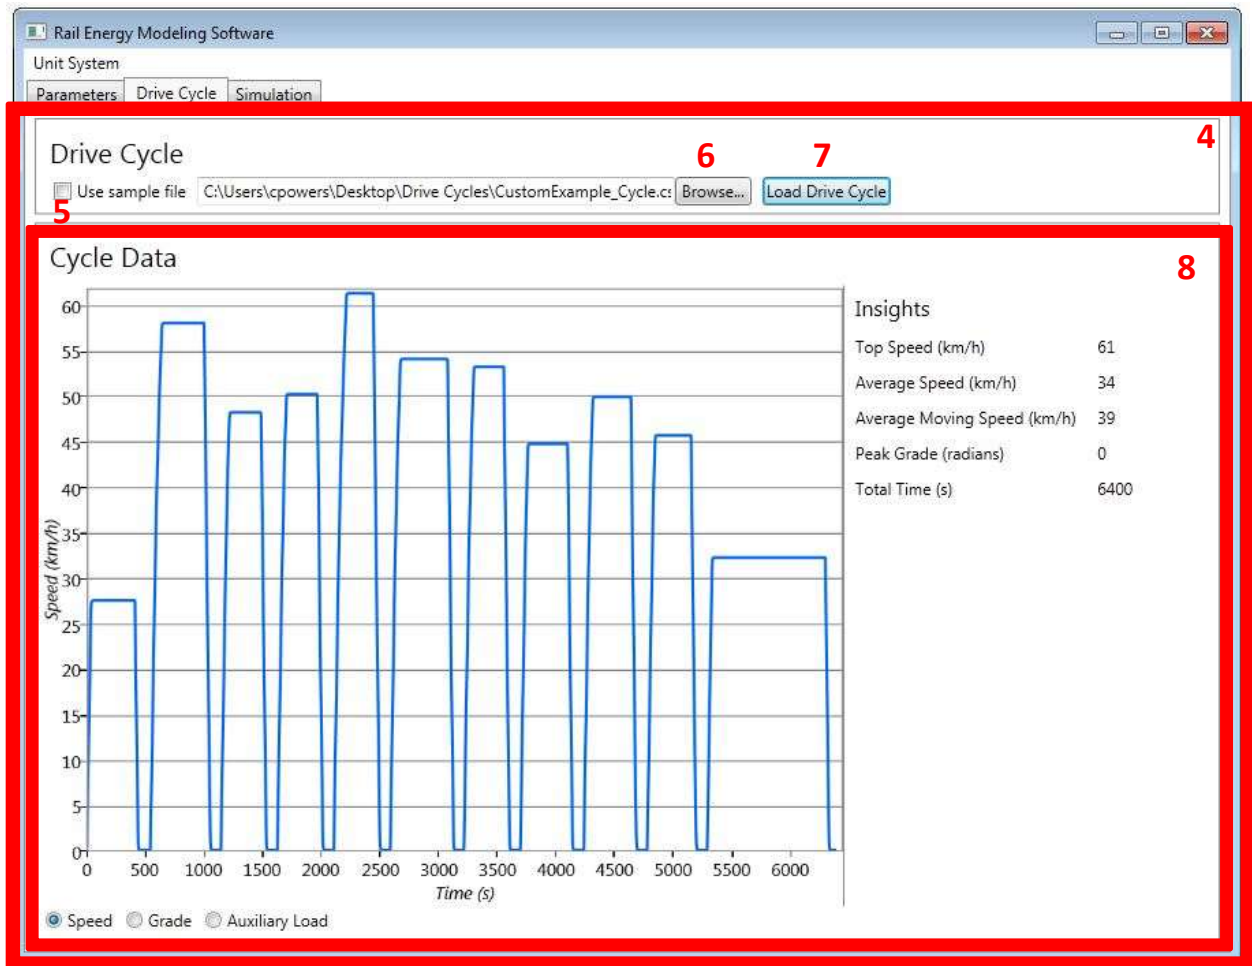 Rail Energy Modeling Software
Unit System
Parameters Drive Cycle Simulation
4
Drive Cycle
6 7
Use sample file C:\Users\cpowers\Desktop\Drive Cycles\CustomExample_Cycle.cs Browse... Load Drive Cycle
5
Cycle Data
8
Insights
Top Speed (km/h) 61
Average Speed (km/h) 34
Average Moving Speed (km/h) 39
Peak Grade (radians) 0
Total Time (s) 6400
60
55
50
45
40
35
30
25
20
15
10
5
0
Speed (km/h)
0 500 1000 1500 2000 2500 3000 3500 4000 4500 5000 5500 6000
Time (s)
Speed Grade Auxiliary Load